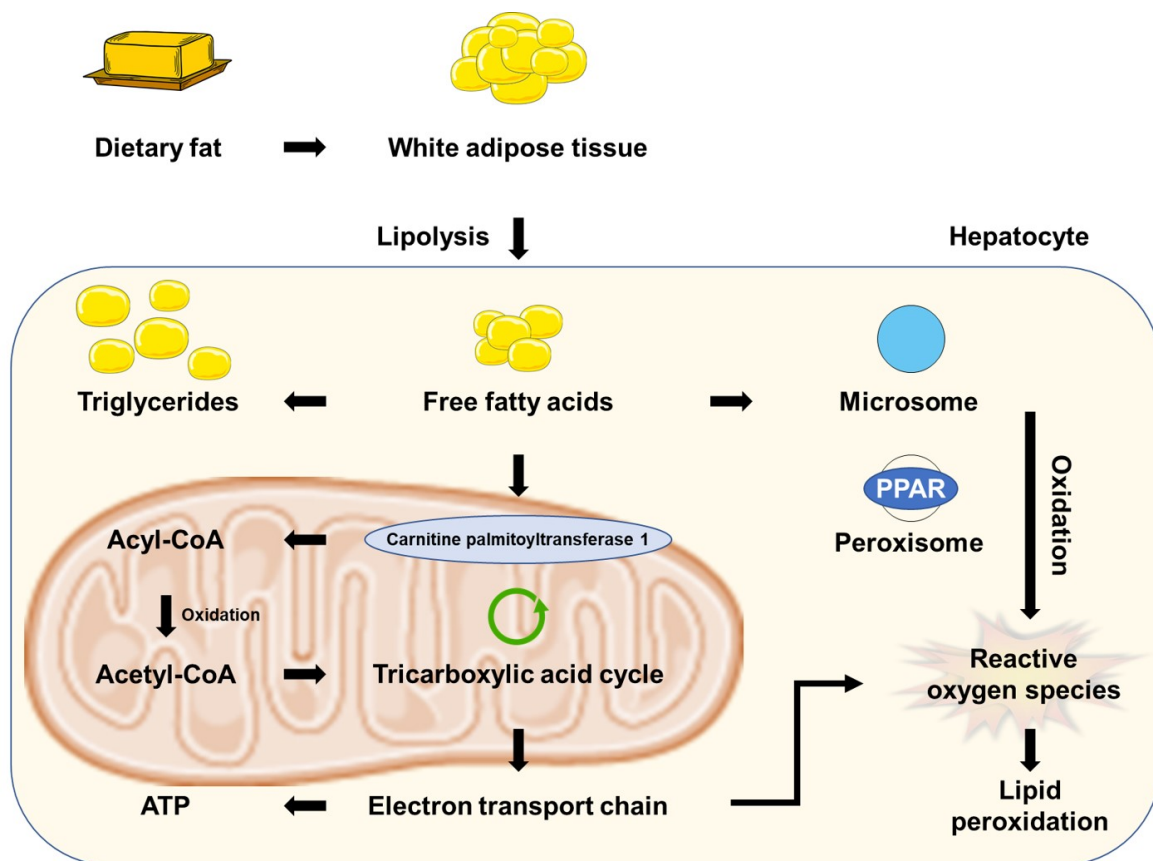 Dietary fat
White adipose tissue
Lipolysis
Hepatocyte
Triglycerides
Free fatty acids
Microsome
PPAR
Peroxisome
Oxidation
Acyl-CoA
Carnitine palmitoyltransferase 1
Oxidation
Acetyl-CoA
Tricarboxylic acid cycle
Reactive
oxygen species
ATP
Electron transport chain
Lipid
peroxidation